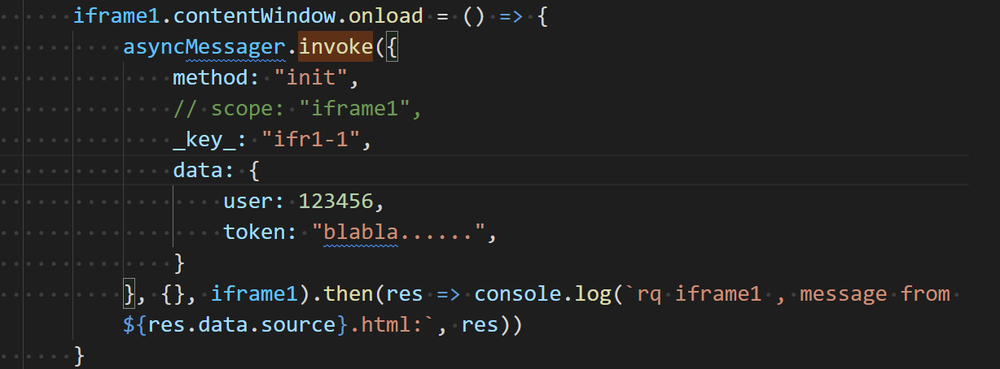 iframe1.contentWindow.onload = () => {
asyncMessager.invoke({
method: "init",
// scope: "iframe1",
_key_: "ifr1-1",
data: {
user: 123456,
token: "blabla......",
}
}, {}, iframe1).then(res => console.log(`rq iframe1 , message from
${res.data.source}.html:`, res))
}